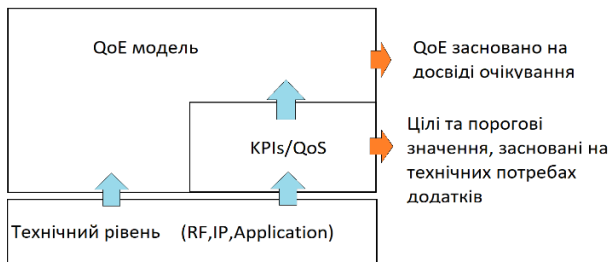 QoE модель
QoE засновано на
досвіді очікування
KPIs/QoS
Цілі та порогові
значення, засновані на
технічних потребах
додатків
Технічний рівень (RF,IP,Application)